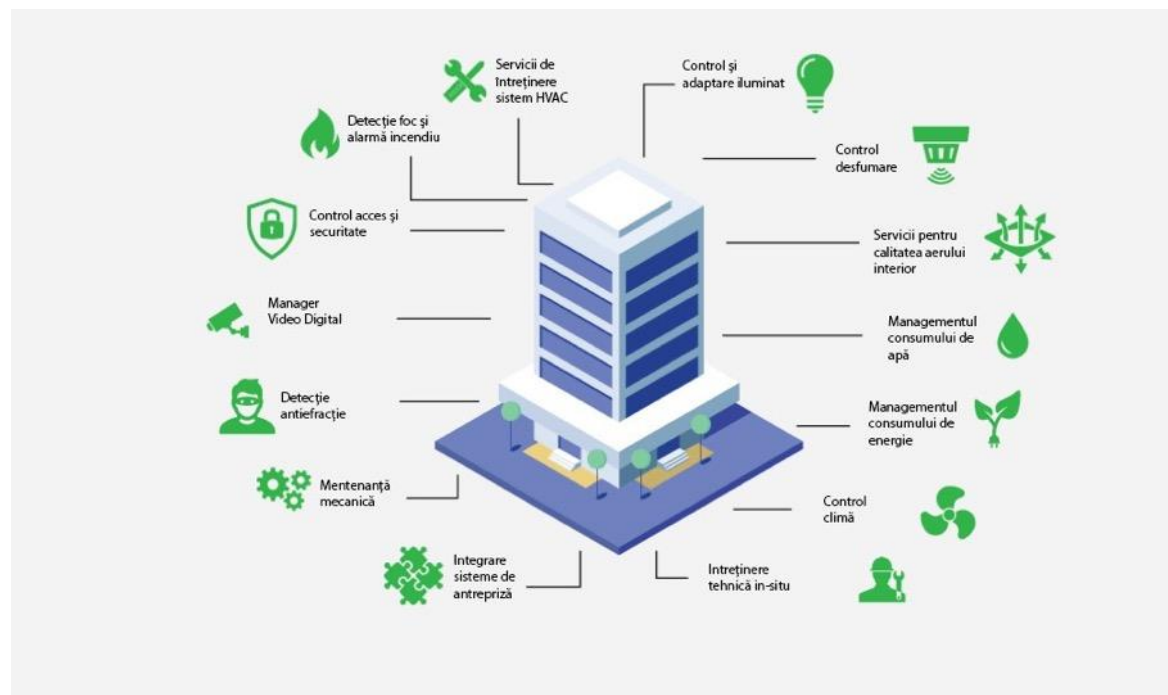 Servicii de
întreținere
sistem HVAC
Control și
adaptare iluminat
Detecție foc și
alarmă incendiu
Control
desfumare
Control acces și
securitate
Servicii pentru
calitatea aerului
interior
Manager
Video Digital
Managementul
consumului de
apă
Detecție
antiefracție
Managementul
consumului de
energie
Mentenanță
mecanică
Control
climă
Integrare
sisteme de
antrepriză
Intreținere
tehnică in-situ